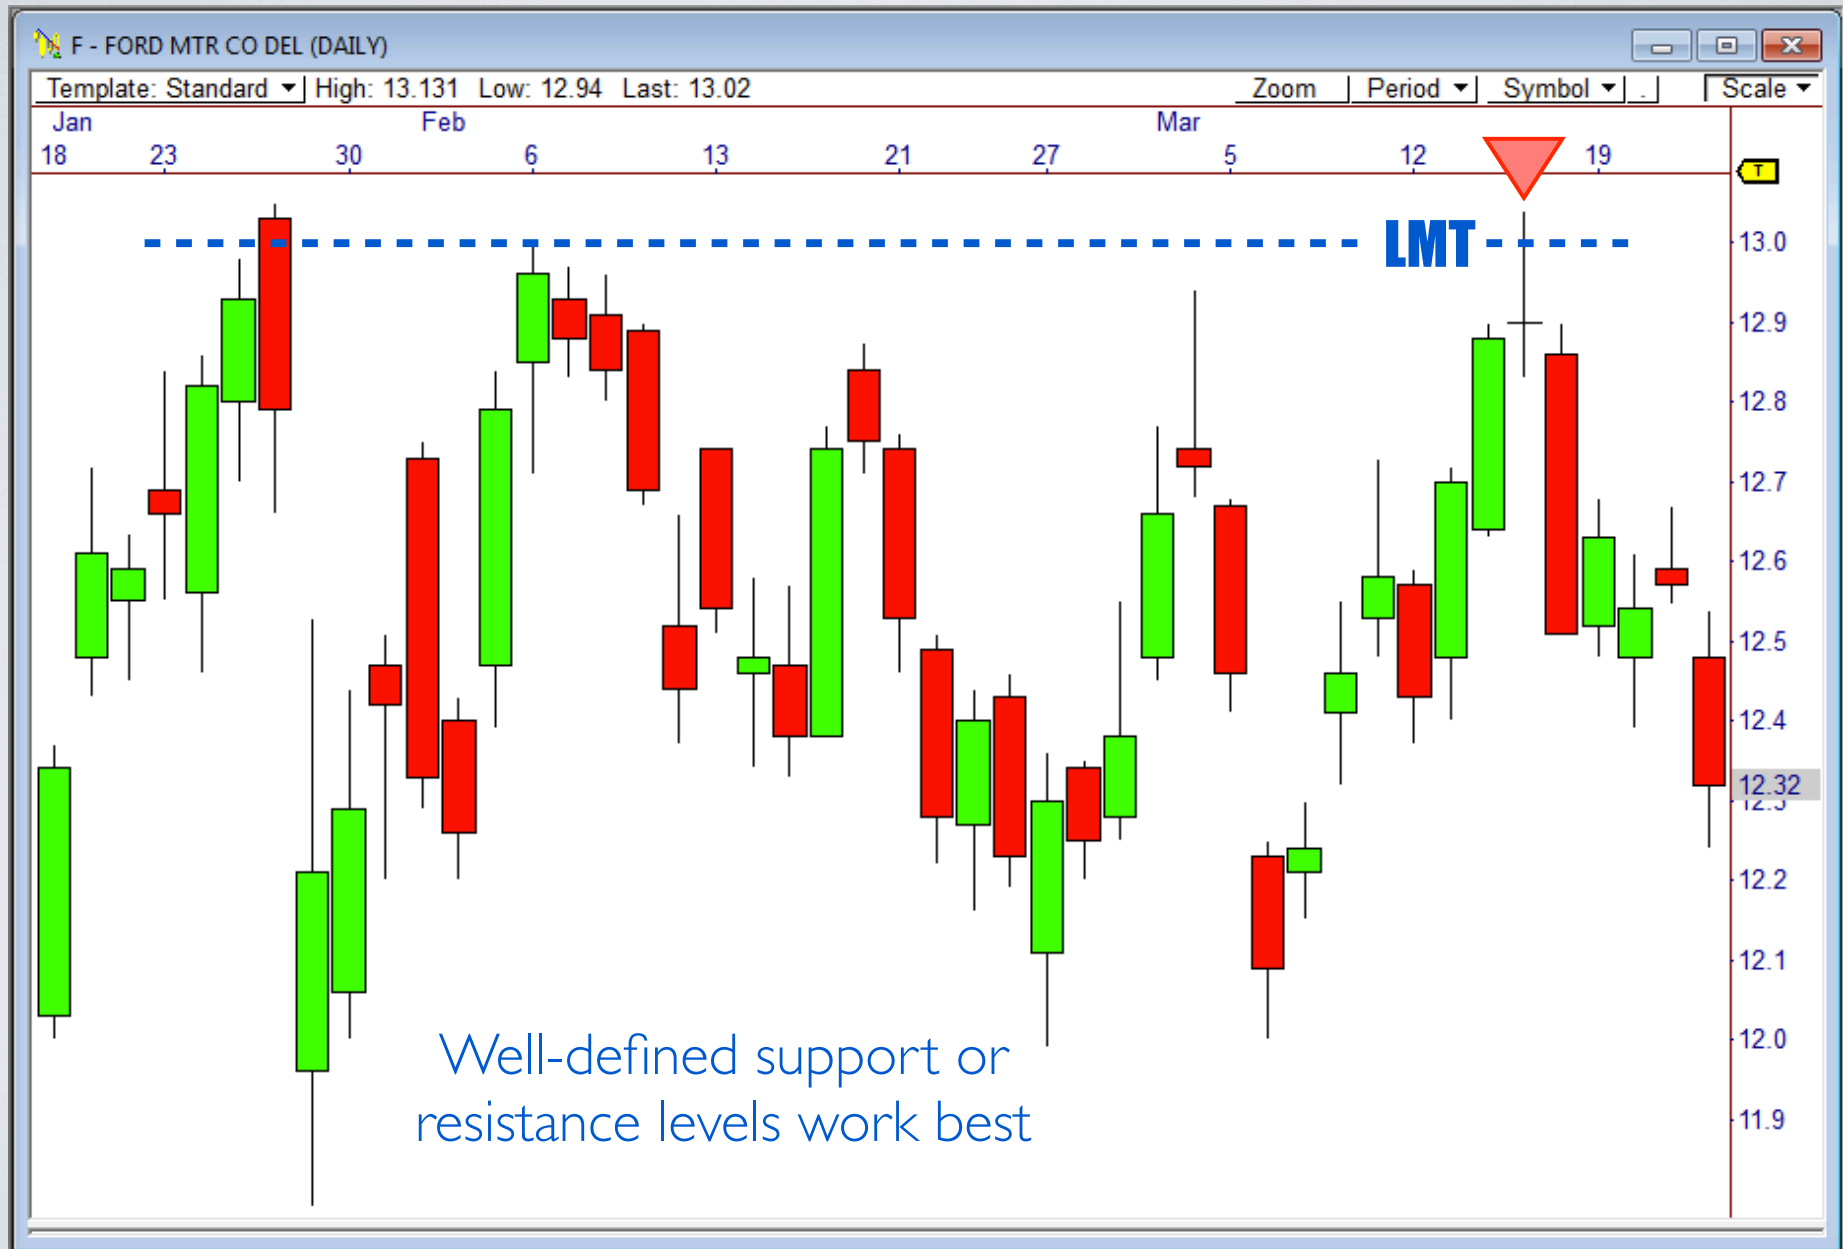 F - FORD MTR CO DEL (DAILY)
Template: Standard High: 13.131 Low: 12.94 Last: 13.02 Zoom Period Symbol . Scale
Jan Feb Mar
18 23 30 6 13 21 27 5 12 19
T
LMT
13.0
12.9
12.8
12.7
12.6
12.5
12.4
12.32
12.3
12.2
12.1
12.0
11.9
Well-defined support or
resistance levels work best